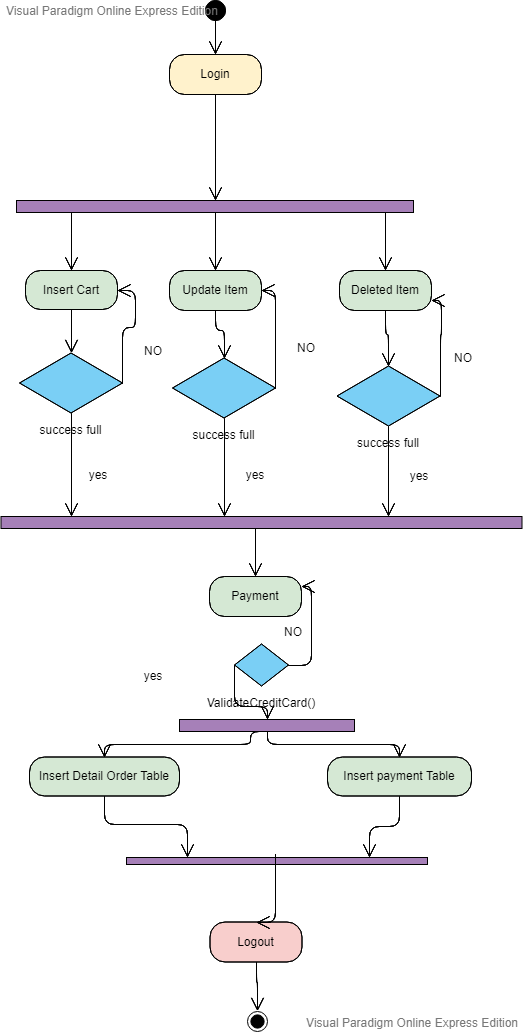 Visual Paradigm Online Express Edition
Login
Insert Cart
Update Item
Deleted Item
NO
NO
NO
success full
success full
success full
yes
yes
yes
Payment
NO
yes
ValidateCreditCard()
Insert Detail Order Table
Insert payment Table
Logout
Visual Paradigm Online Express Edition